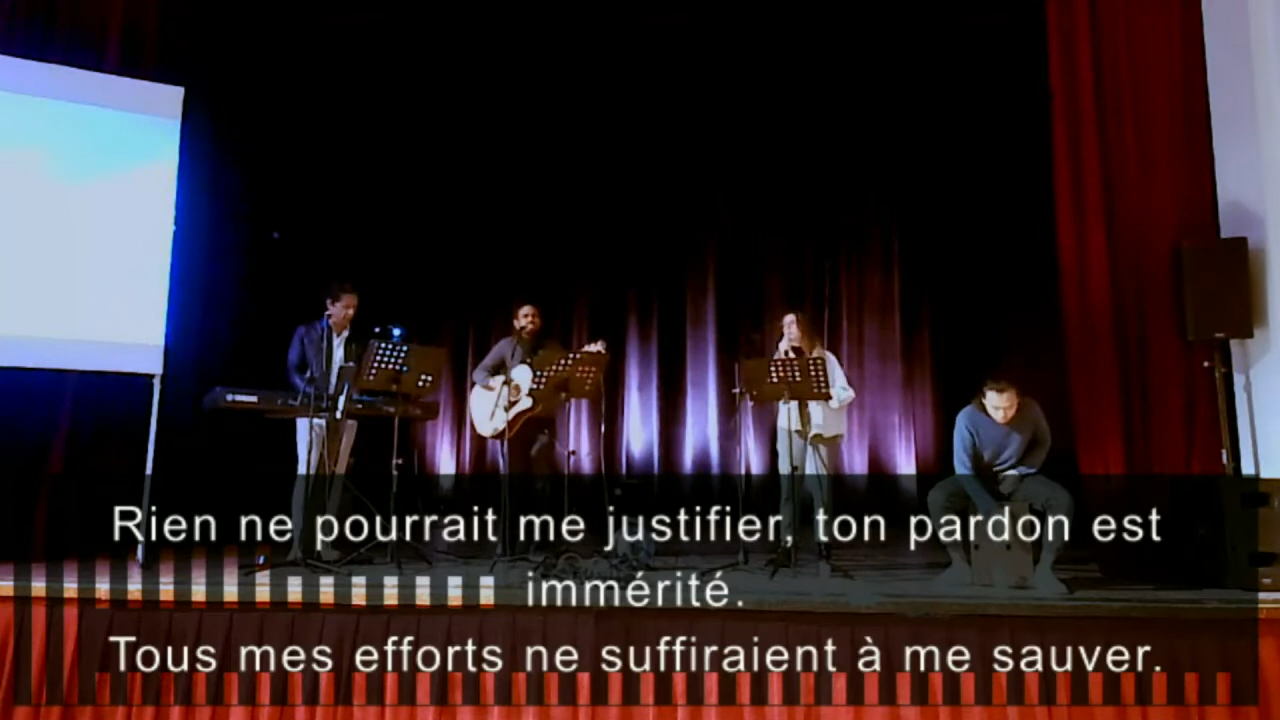 Rien ne pourrait me justifier, ton pardon est
immérité.
Tous mes efforts ne suffiraient à me sauver.